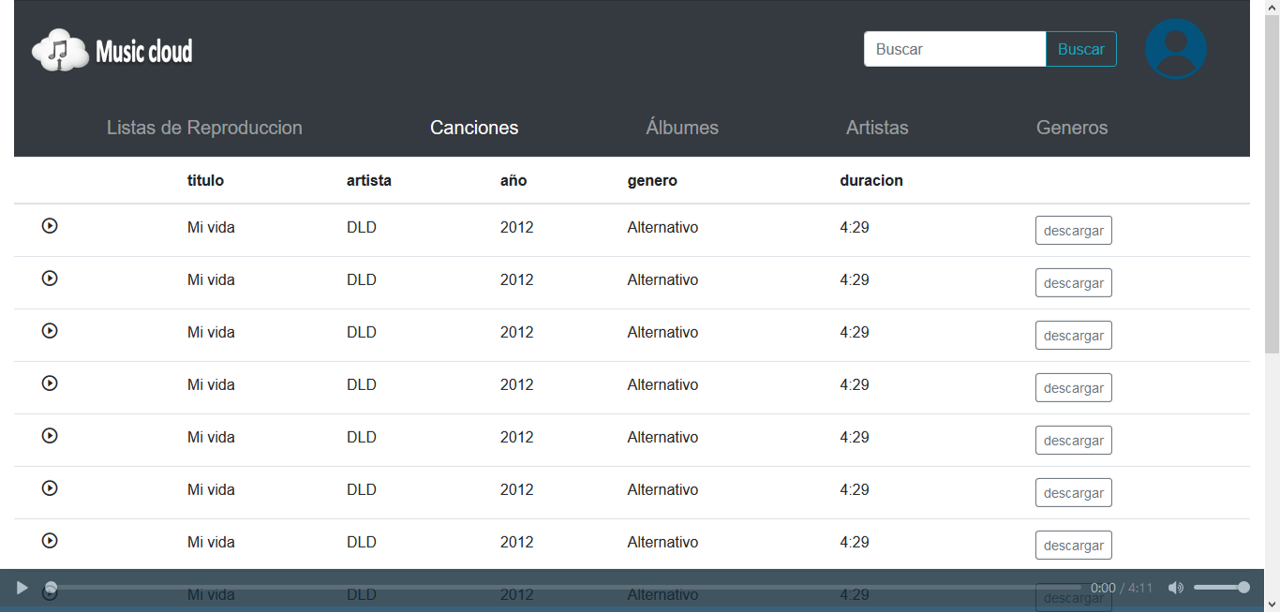 Music cloud
Buscar Buscar
Listas de Reproduccion Canciones Álbumes Artistas Generos
titulo artista año genero duracion
Mi vida DLD 2012 Alternativo 4:29 descargar
Mi vida DLD 2012 Alternativo 4:29 descargar
Mi vida DLD 2012 Alternativo 4:29 descargar
Mi vida DLD 2012 Alternativo 4:29 descargar
Mi vida DLD 2012 Alternativo 4:29 descargar
Mi vida DLD 2012 Alternativo 4:29 descargar
Mi vida DLD 2012 Alternativo 4:29 descargar
0:00 / 4:11
Mi vida DLD 2012 Alternativo 4:29 descargar